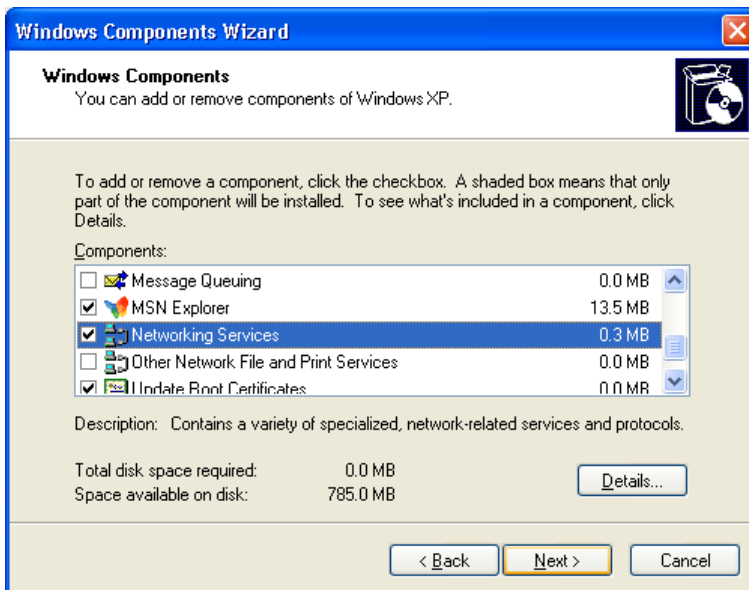 Windows Components Wizard
Windows Components
You can add or remove components of Windows XP.
To add or remove a component, click the checkbox. A shaded box means that only
part of the component will be installed. To see what's included in a component, click
Details.
Components:
Message Queuing 0.0 MB
MSN Explorer 13.5 MB
Networking Services 0.3 MB
Other Network File and Print Services 0.0 MB
Update Root Certificates 0.0 MB
Description: Contains a variety of specialized, network-related services and protocols.
Total disk space required: 0.0 MB
Space available on disk: 785.0 MB
Details...
< Back Next > Cancel